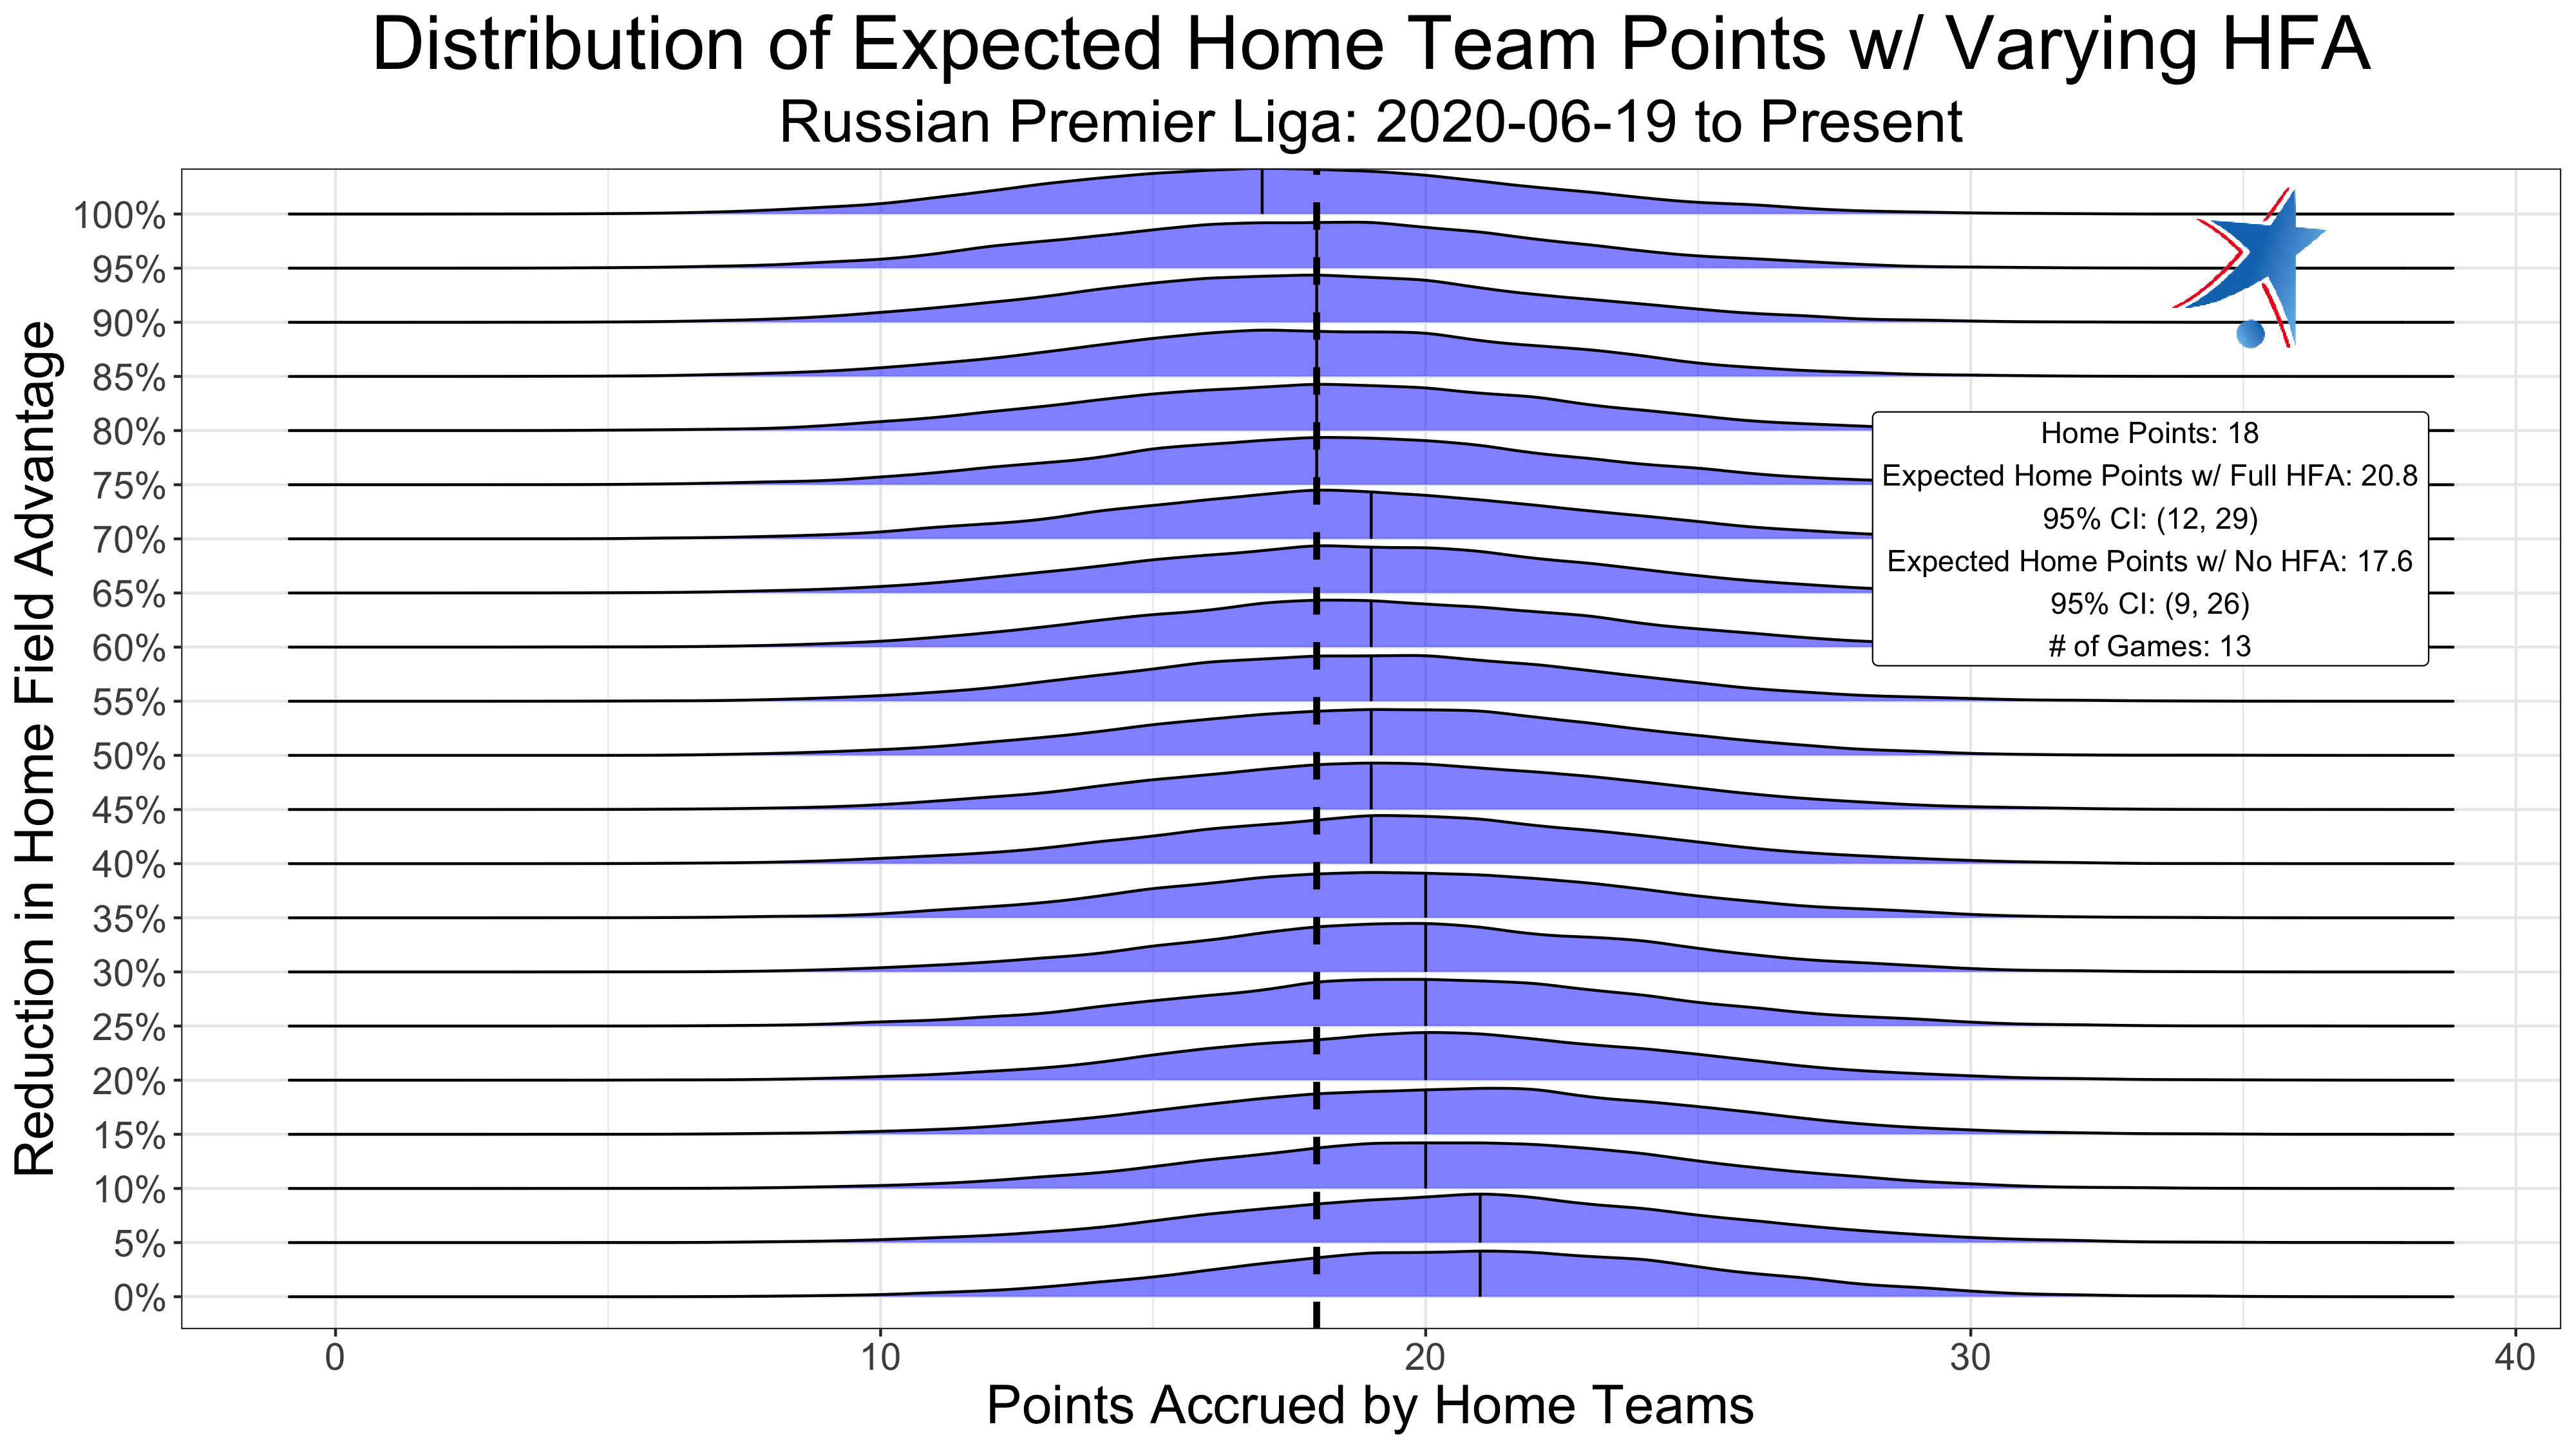 Distribution of Expected Home Team Points w/ Varying HFA
Russian Premier Liga: 2020-06-19 to Present
Reduction in Home Field Advantage
100%
95%
90%
85%
80%
75%
70%
65%
60%
55%
50%
45%
40%
35%
30%
25%
20%
15%
10%
5%
0%
Home Points: 18
Expected Home Points w/ Full HFA: 20.8
95% CI: (12, 29)
Expected Home Points w/ No HFA: 17.6
95% CI: (9, 26)
# of Games: 13
0 10 20 30 40
Points Accrued by Home Teams